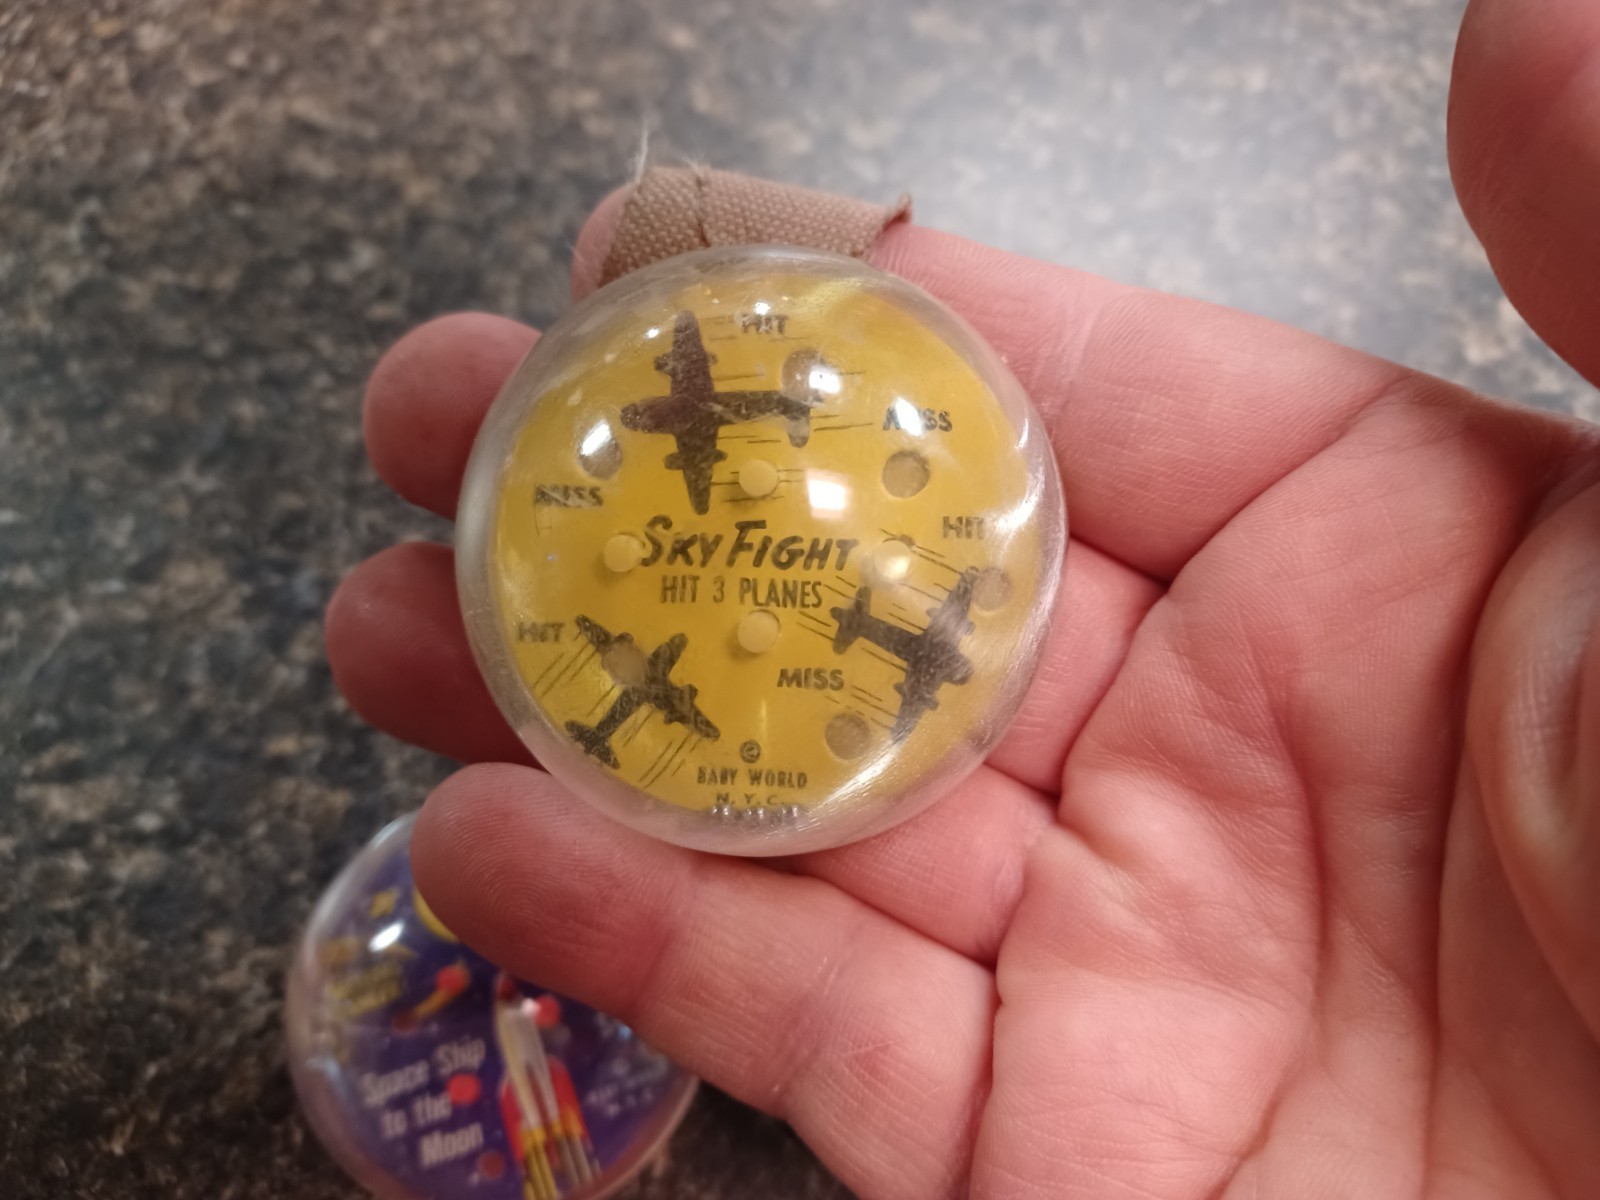 HIT
MISS
MISS
HIT
SKY FIGHT
HIT 3 PLANES
HIT
MISS
©
BABY WORLD
N.Y.C.
Space Ship
to the
Moon